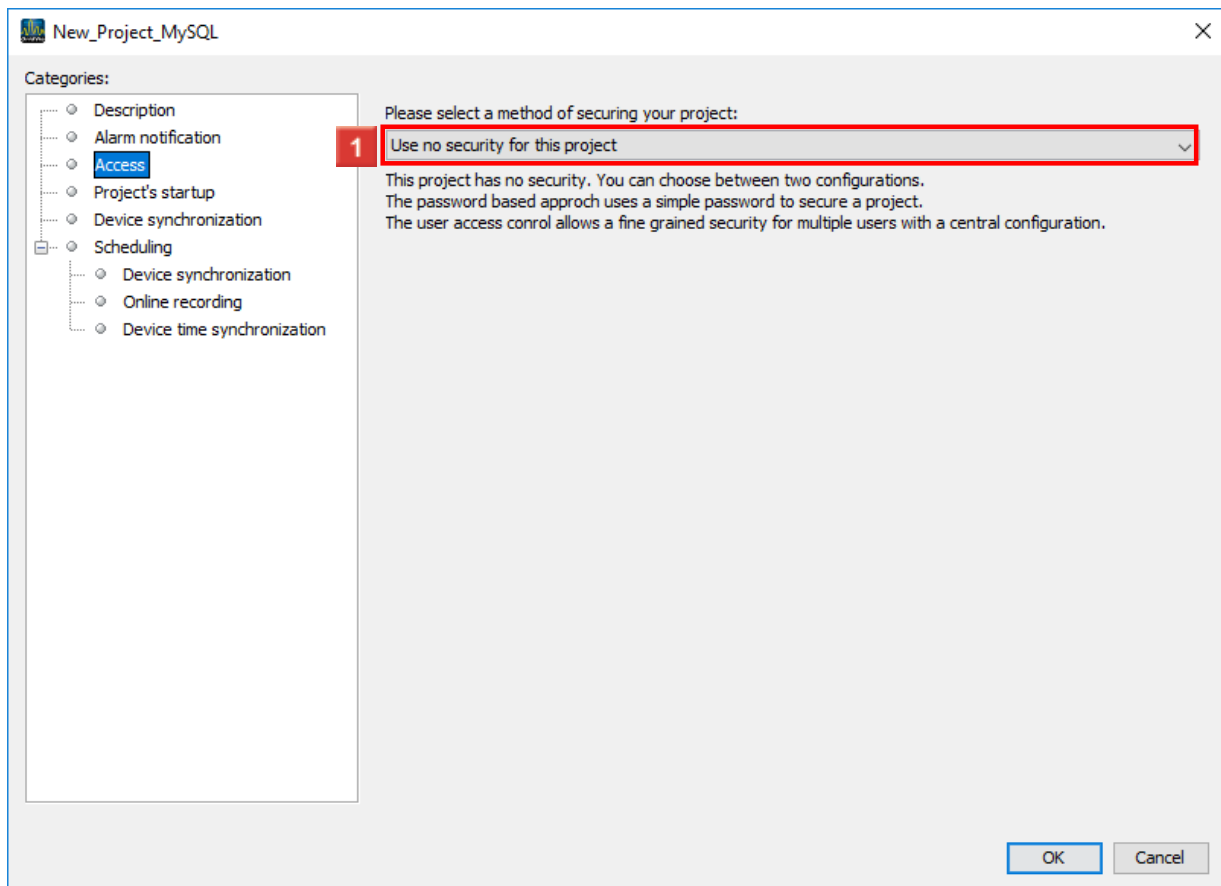 New_Project_MySQL
Categories:
Description
Alarm notification
Access
Project's startup
Device synchronization
Scheduling
Device synchronization
Online recording
Device time synchronization
Please select a method of securing your project:
1
Use no security for this project
This project has no security. You can choose between two configurations.
The password based approch uses a simple password to secure a project.
The user access conrol allows a fine grained security for multiple users with a central configuration.
OK
Cancel